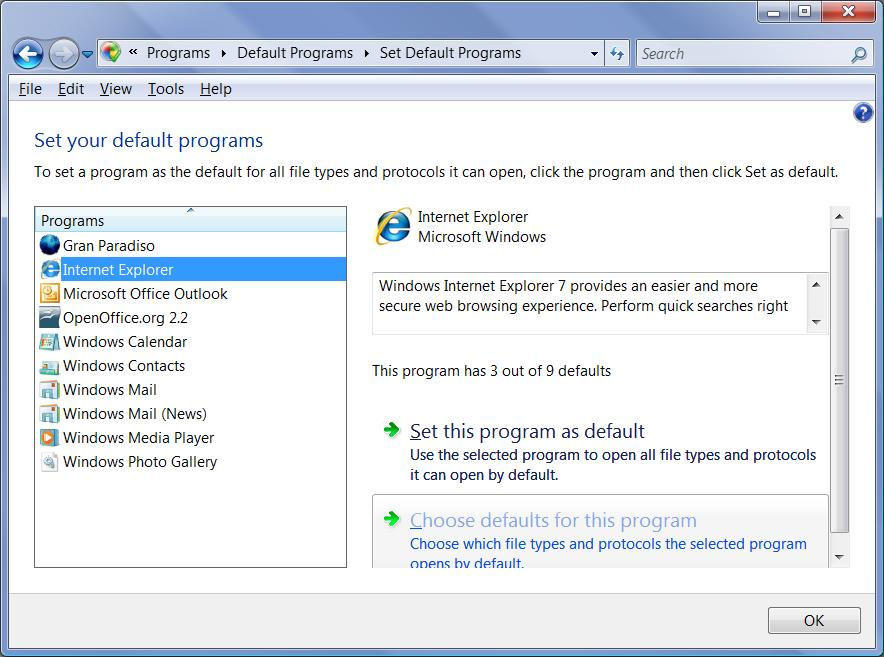 « Programs › Default Programs › Set Default Programs
Search
File Edit View Tools Help
Set your default programs
To set a program as the default for all file types and protocols it can open, click the program and then click Set as default.
Programs
Gran Paradiso
Internet Explorer
Microsoft Office Outlook
OpenOffice.org 2.2
Windows Calendar
Windows Contacts
Windows Mail
Windows Mail (News)
Windows Media Player
Windows Photo Gallery
Internet Explorer
Microsoft Windows
Windows Internet Explorer 7 provides an easier and more
secure web browsing experience. Perform quick searches right
This program has 3 out of 9 defaults
Set this program as default
Use the selected program to open all file types and protocols
it can open by default.
Choose defaults for this program
Choose which file types and protocols the selected program
opens by default.
OK